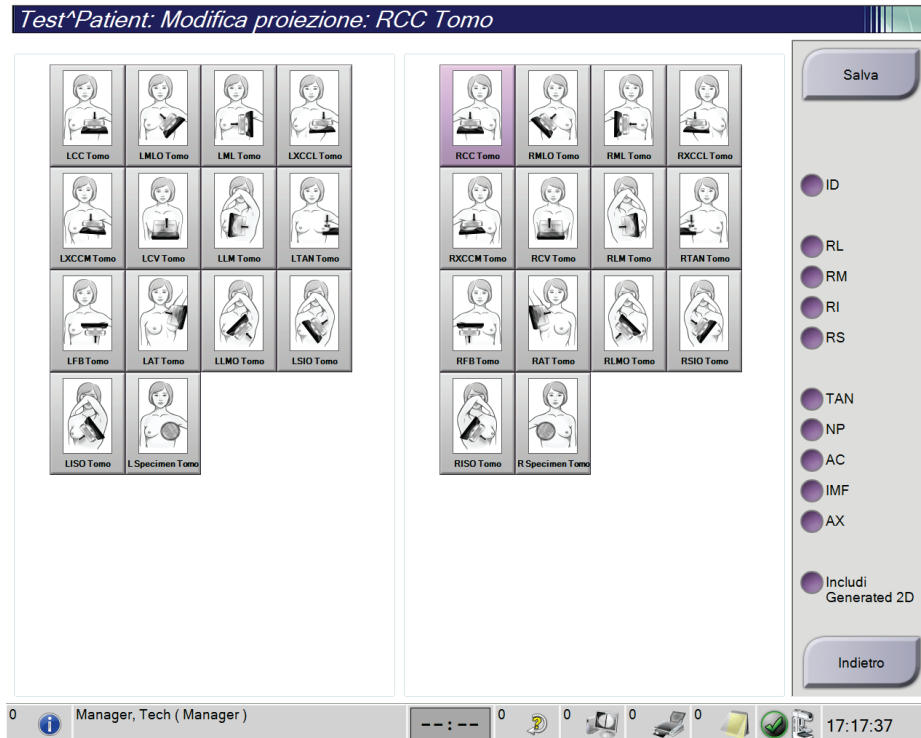 Test^Patient: Modifica proiezione: RCC Tomo
LCC Tomo
LMLO Tomo
LML Tomo
LXCCL Tomo
LXCCM Tomo
LCV Tomo
LLM Tomo
LTAN Tomo
LFB Tomo
LAT Tomo
LLMO Tomo
LSIO Tomo
LISO Tomo
L Specimen Tomo
RCC Tomo
RMLO Tomo
RML Tomo
RXCCL Tomo
RXCCM Tomo
RCV Tomo
RLM Tomo
RTAN Tomo
RFB Tomo
RAT Tomo
RLMO Tomo
RSIO Tomo
RISO Tomo
R Specimen Tomo
Salva
ID
RL
RM
RI
RS
TAN
NP
AC
IMF
AX
Includi
Generated 2D
Indietro
0
Manager, Tech ( Manager )
--:--
0
0
0
0
17:17:37